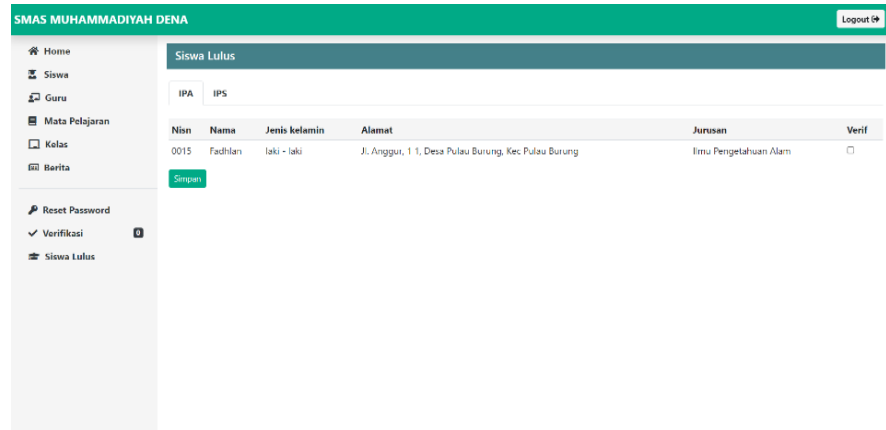 SMAS MUHAMMADIYAH DENA
Logout
Home
Siswa
Guru
Mata Pelajaran
Kelas
Berita
Reset Password
Verifikasi 0
Siswa Lulus
Siswa Lulus
IPA IPS
Nisn Nama Jenis kelamin Alamat Jurusan Verif
0015 Fadhlan laki - laki Jl. Anggur, 1 1, Desa Pulau Burung, Kec Pulau Burung Ilmu Pengetahuan Alam
Simpan